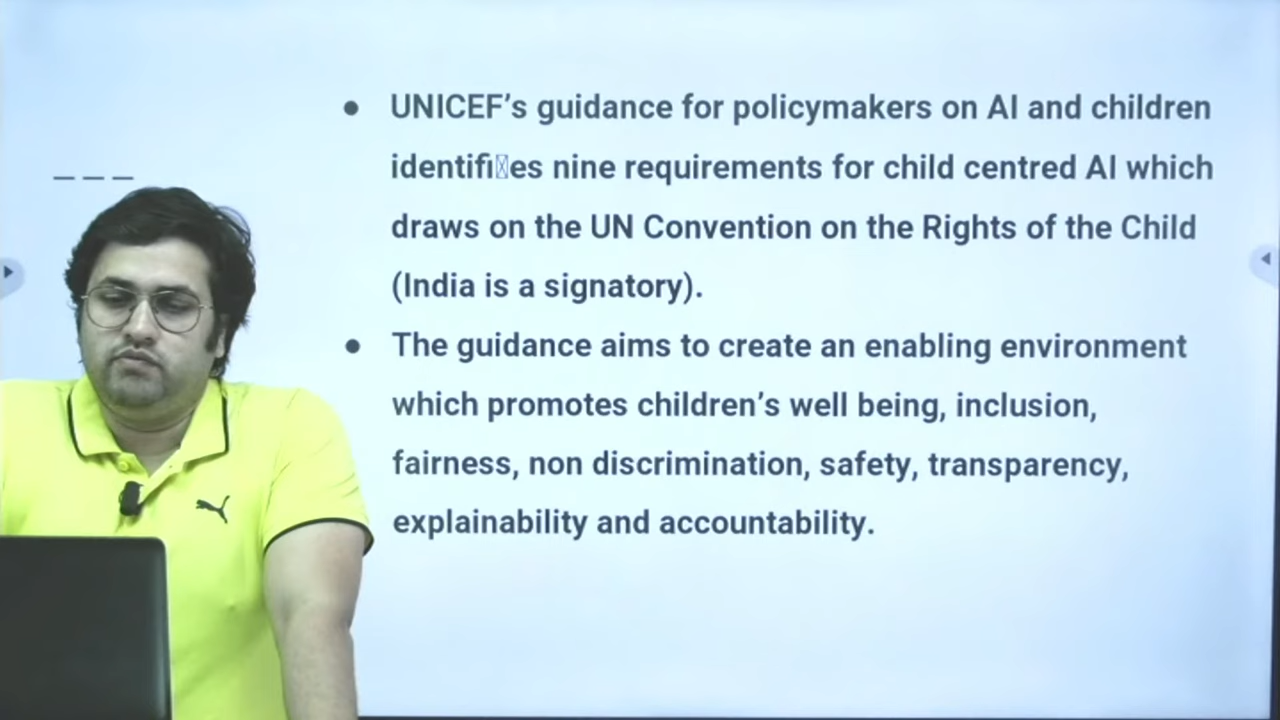 UNICEF’s guidance for policymakers on AI and children
identifies nine requirements for child centred AI which
draws on the UN Convention on the Rights of the Child
(India is a signatory).
The guidance aims to create an enabling environment
which promotes children’s well being, inclusion,
fairness, non discrimination, safety, transparency,
explainability and accountability.